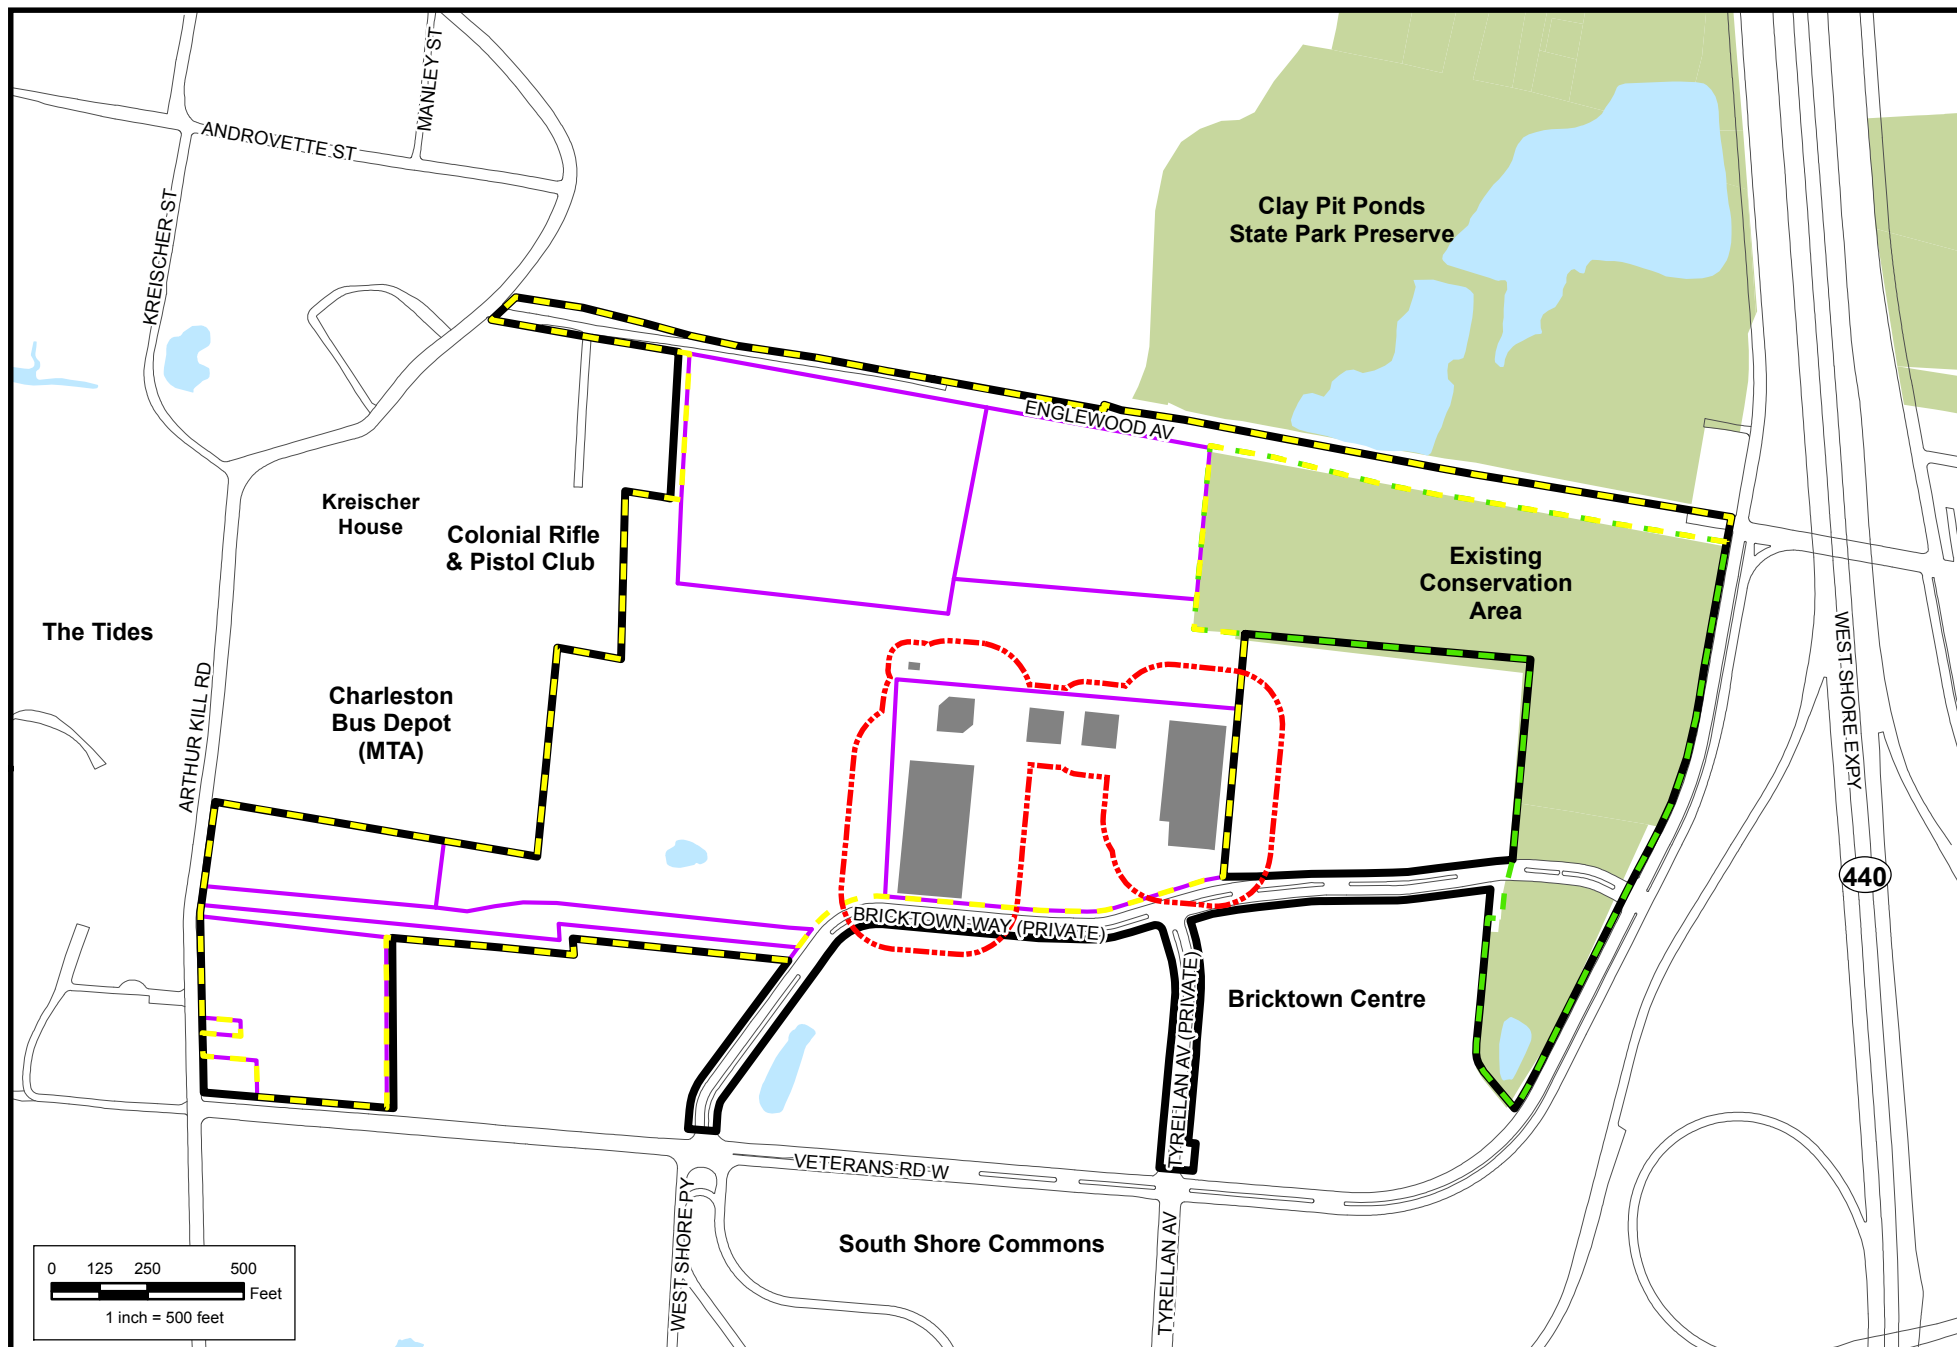 MANLEY ST
ANDROVETTE ST
KREISCHER ST
Clay Pit Ponds
State Park Preserve
ENGLEWOOD AV
Kreischer
House
Colonial Rifle
& Pistol Club
Existing
Conservation
Area
The Tides
WEST SHORE EXPY
ARTHUR KILL RD
Charleston
Bus Depot
(MTA)
440
BRICKTOWN WAY (PRIVATE)
TYRELLAN AV (PRIVATE)
Bricktown Centre
VETERANS RD W
WEST SHORE PY
South Shore Commons
TYRELLAN AV
0 125 250 500
Feet
1 inch = 500 feet